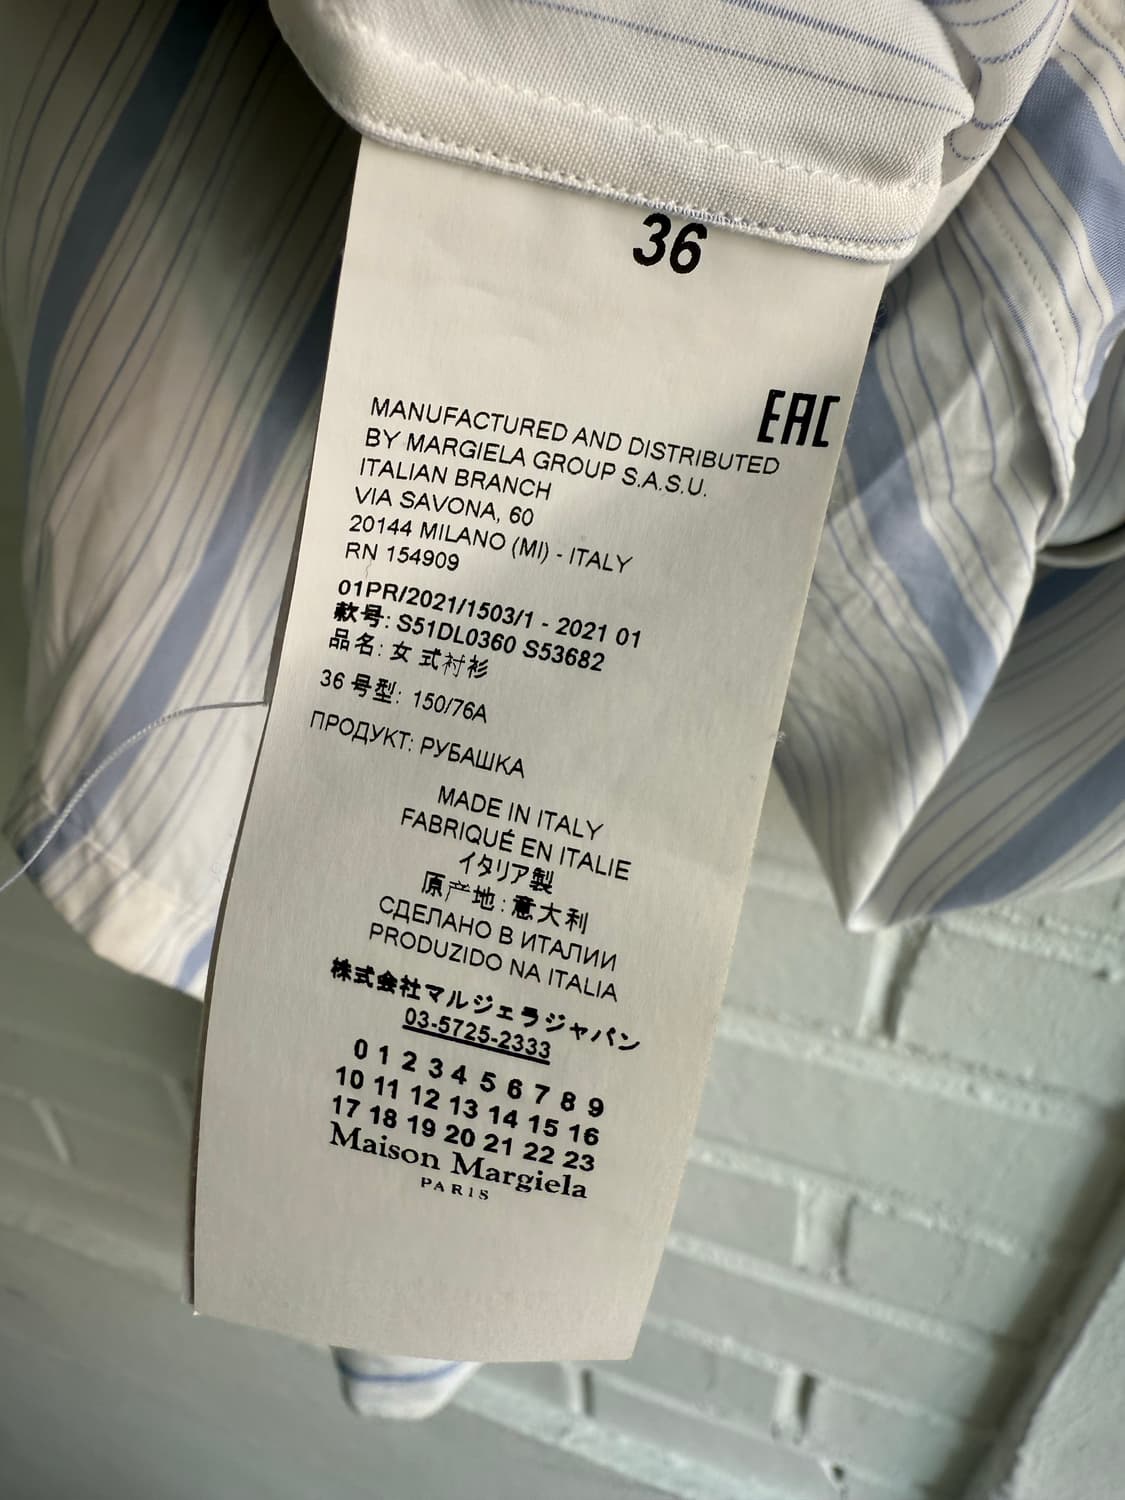 36
EAC
MANUFACTURED AND DISTRIBUTED
BY MARGIELA GROUP S.A.S.U.
ITALIAN BRANCH
VIA SAVONA, 60
20144 MILANO (MI) - ITALY
RN 154909
01PR/2021/1503/1 - 2021 01
款号: S51DL0360 S53682
品名: 女 式衬衫
36 号型: 150/76A
ПРОДУКТ: РУБАШКА
MADE IN ITALY
FABRIQUÉ EN ITALIE
イタリア製
原产地: 意大利
СДЕЛАНО В ИТАЛИИ
PRODUZIDO NA ITALIA
株式会社マルジェラジャパン
03-5725-2333
0 1 2 3 4 5 6 7 8 9
10 11 12 13 14 15 16
17 18 19 20 21 22 23
Maison Margiela
PARIS